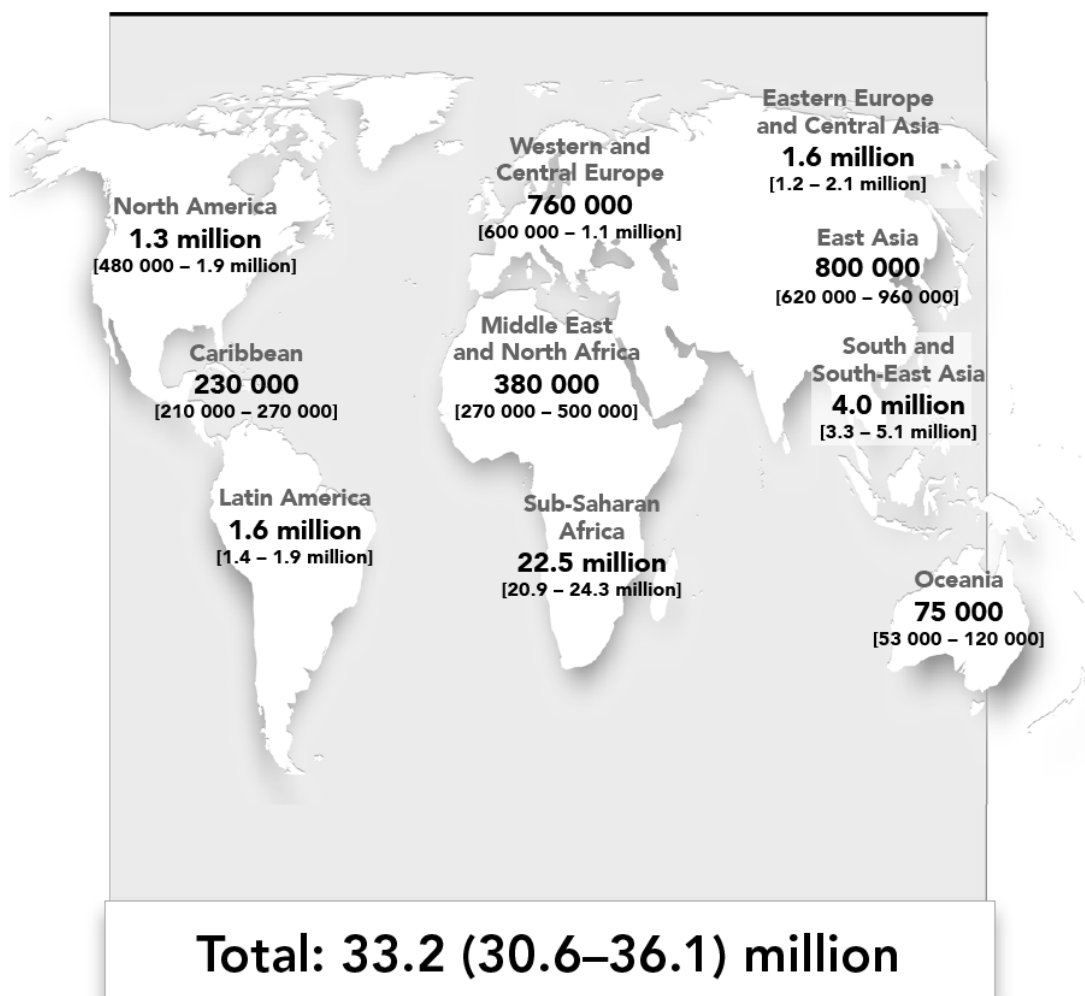 Eastern Europe
and Central Asia
1.6 million
[1.2 – 2.1 million]
Western and
Central Europe
760 000
[600 000 – 1.1 million]
North America
1.3 million
[480 000 – 1.9 million]
East Asia
800 000
[620 000 – 960 000]
Middle East
and North Africa
380 000
[270 000 – 500 000]
South and
South-East Asia
4.0 million
[3.3 – 5.1 million]
Caribbean
230 000
[210 000 – 270 000]
Latin America
1.6 million
[1.4 – 1.9 million]
Sub-Saharan
Africa
22.5 million
[20.9 – 24.3 million]
Oceania
75 000
[53 000 – 120 000]
Total: 33.2 (30.6–36.1) million